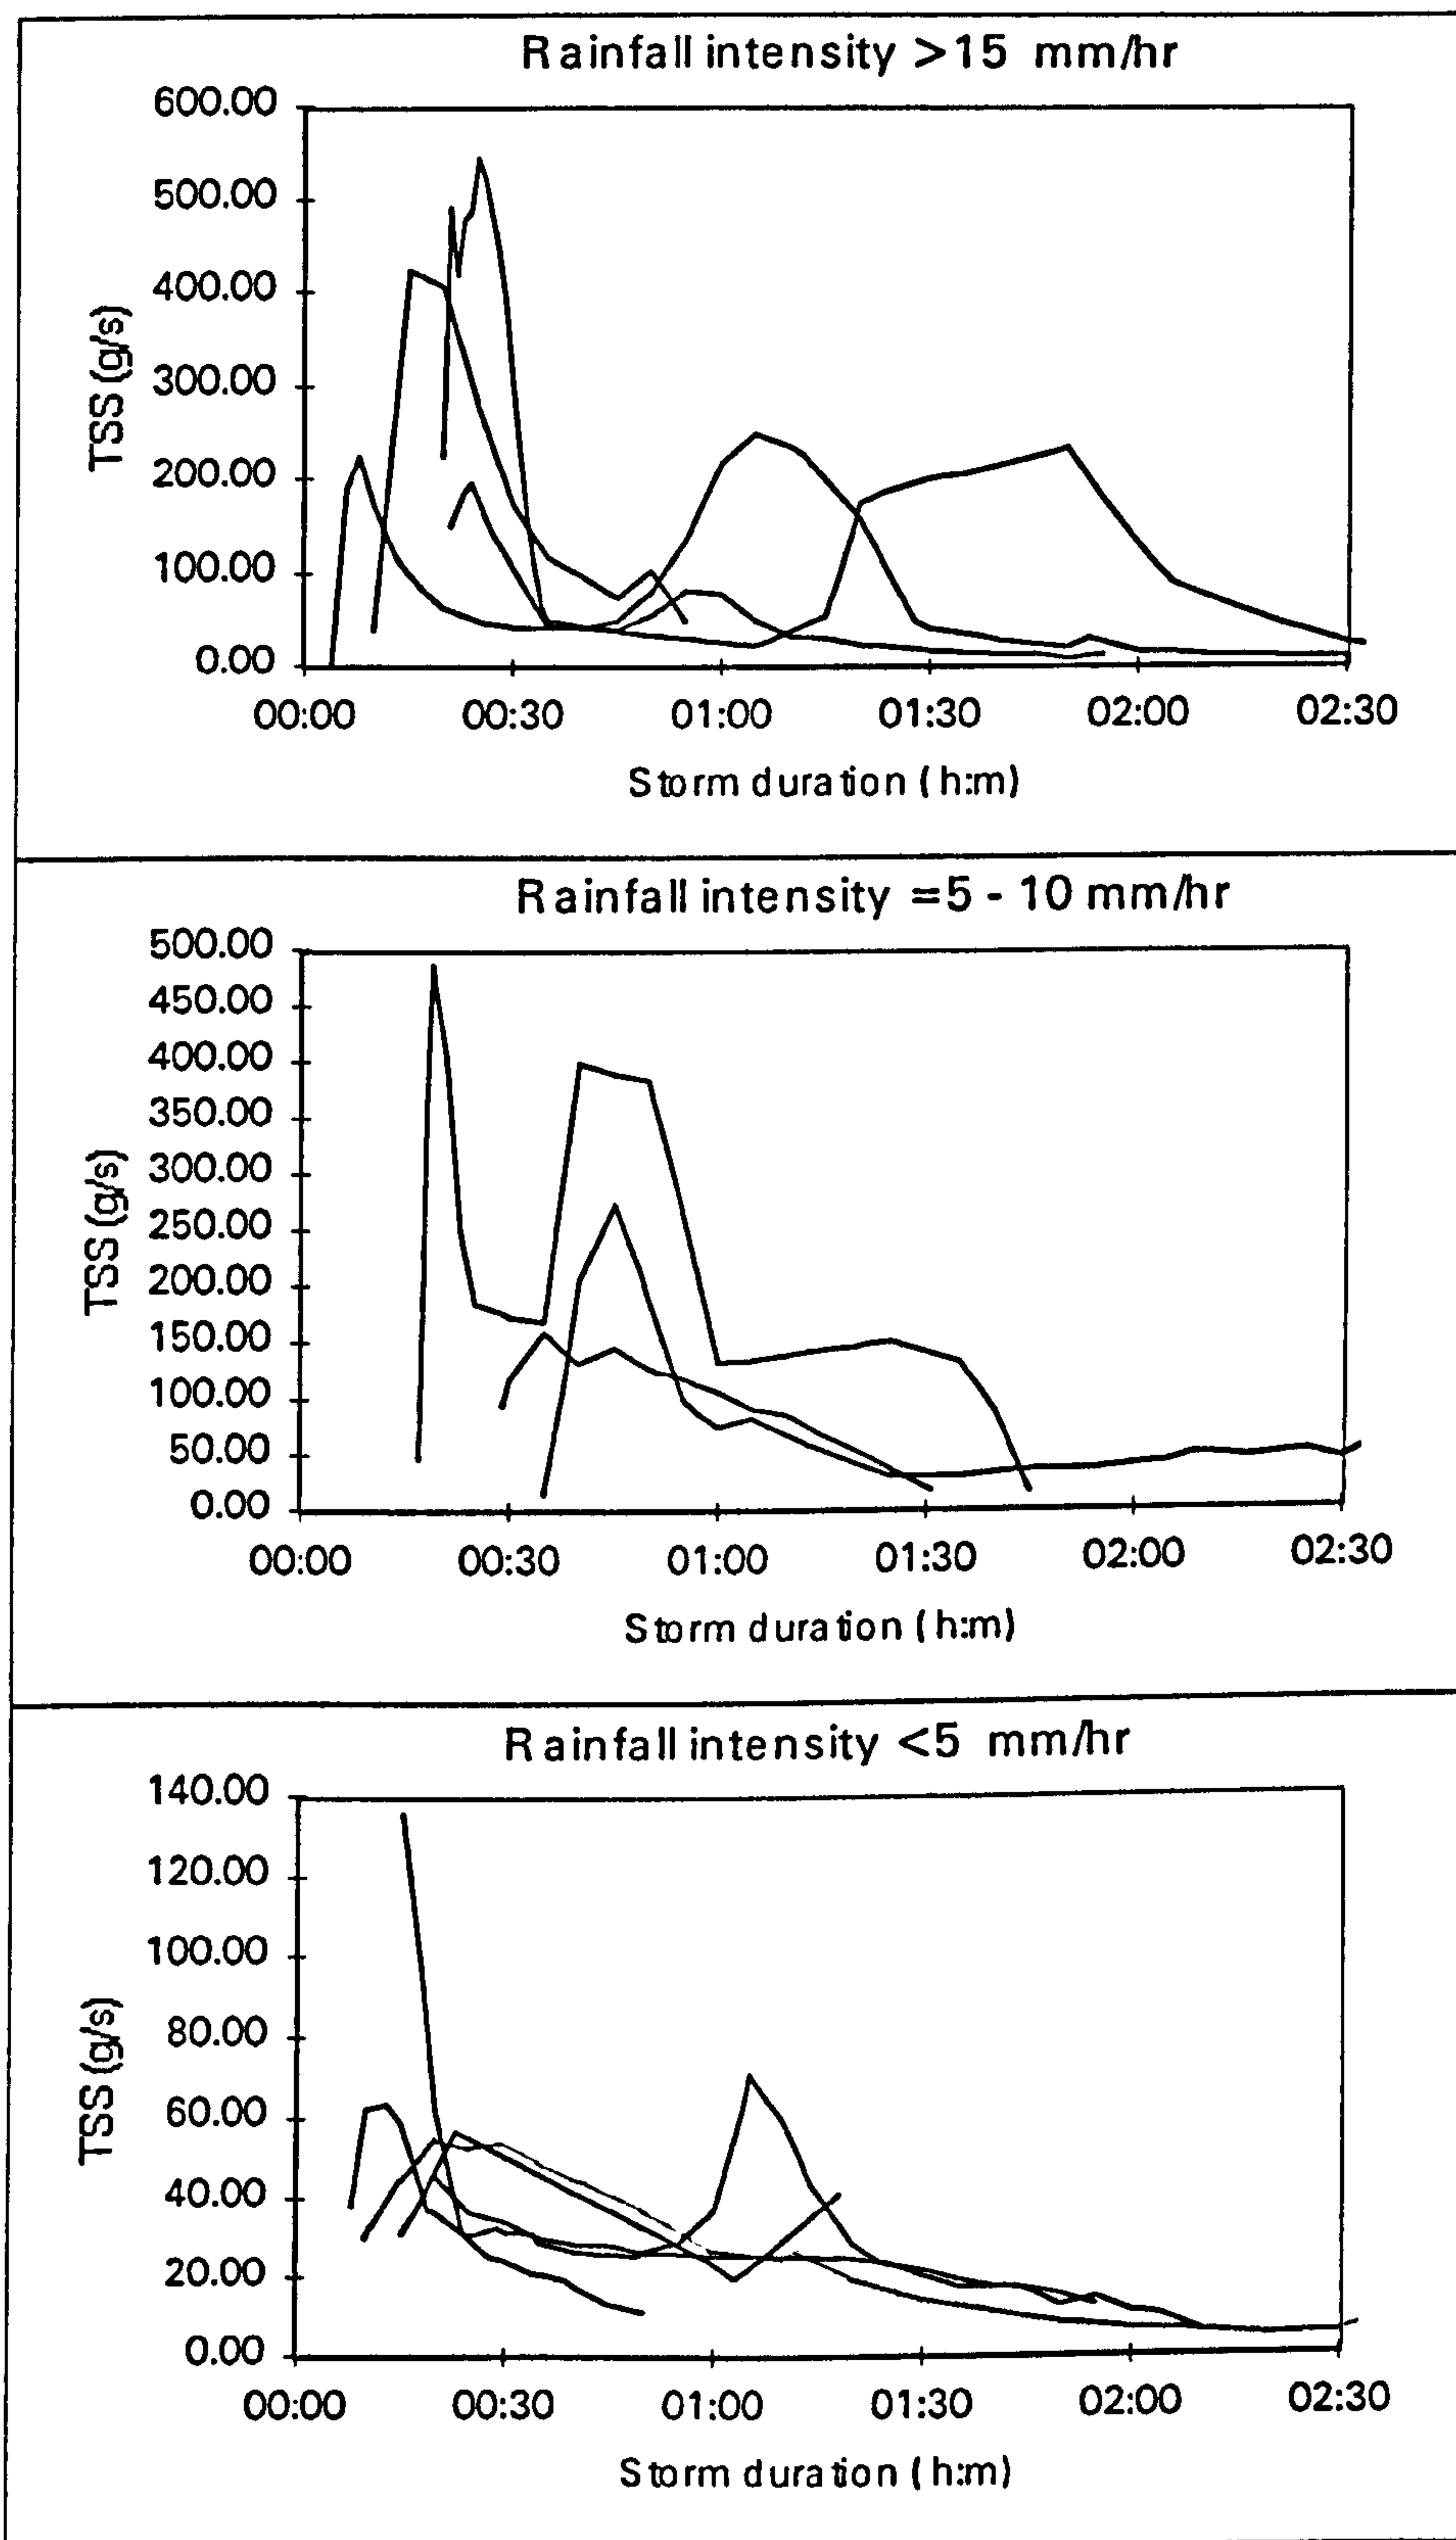 Rainfall intensity >15 mm/hr
600.00
500.00
400.00
300.00
200.00
100.00
0.00
TSS (g/s)
00:00 00:30 01:00 01:30 02:00 02:30
Storm duration (h:m)
Rainfall intensity =5 - 10 mm/hr
500.00
450.00
400.00
350.00
300.00
250.00
200.00
150.00
100.00
50.00
0.00
TSS (g/s)
00:00 00:30 01:00 01:30 02:00 02:30
Storm duration (h:m)
Rainfall intensity <5 mm/hr
140.00
120.00
100.00
80.00
60.00
40.00
20.00
0.00
TSS (g/s)
00:00 00:30 01:00 01:30 02:00 02:30
Storm duration (h:m)